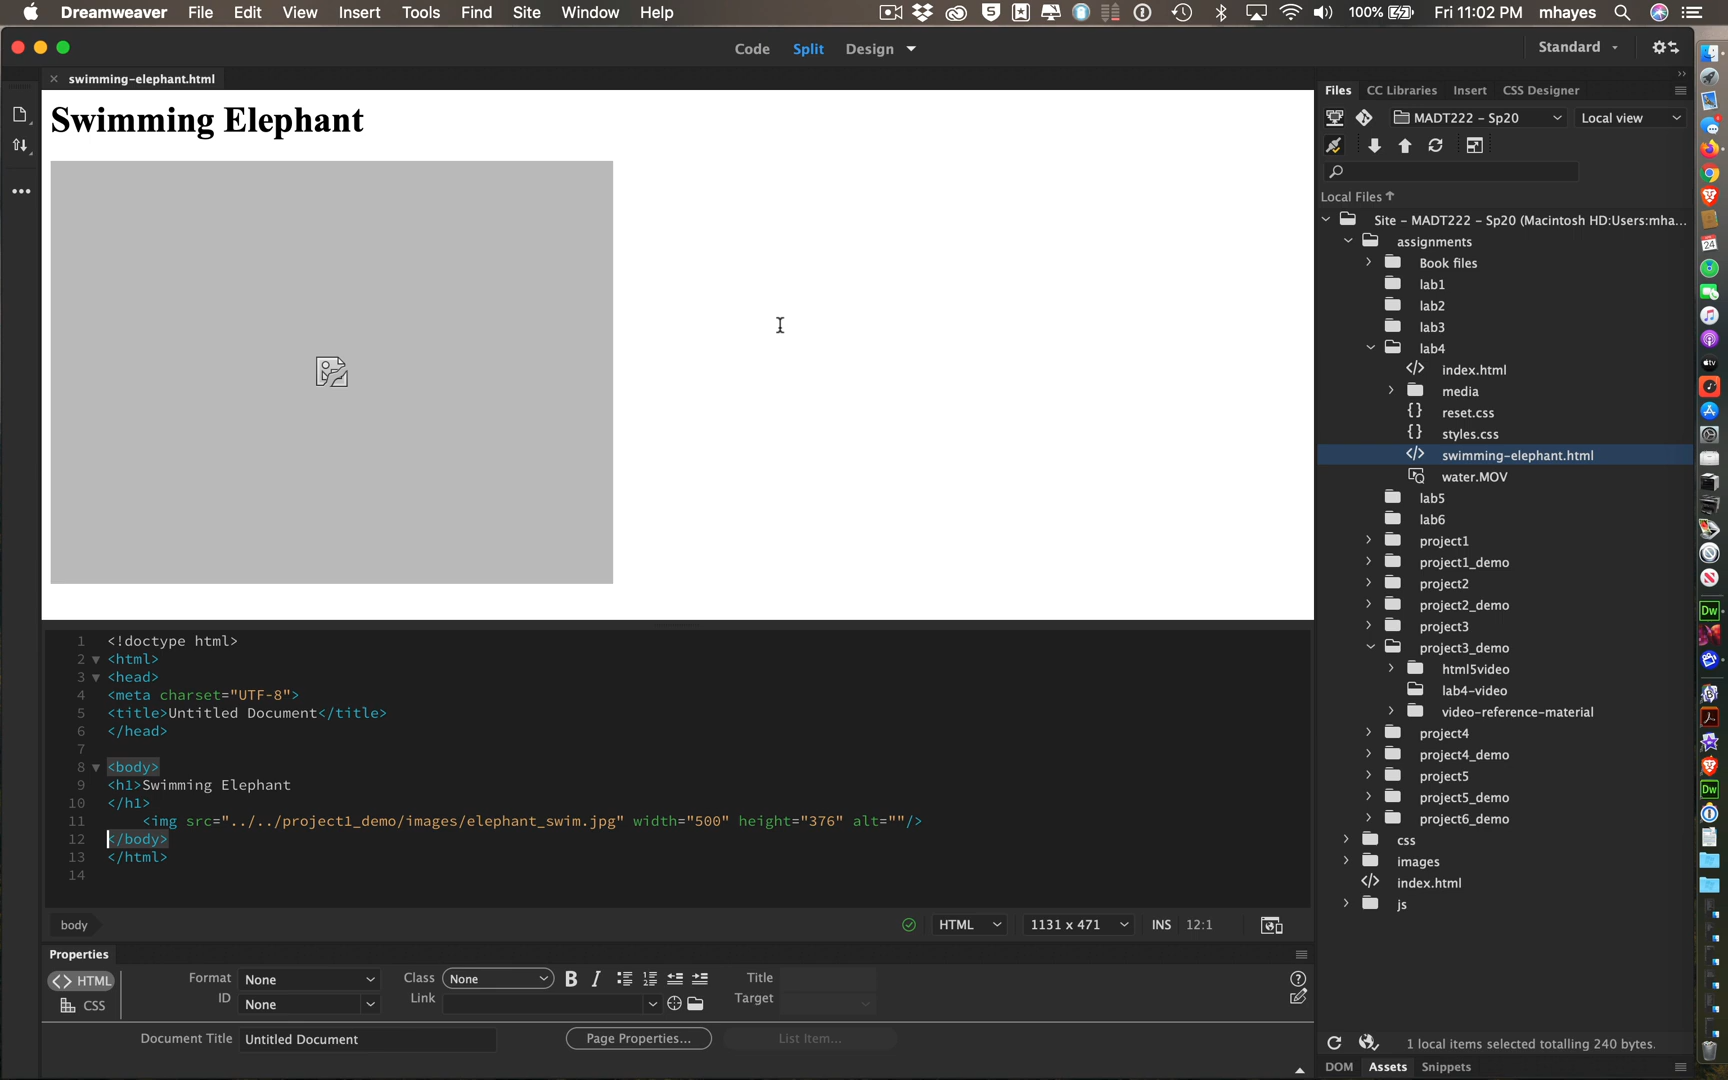 Dreamweaver File Edit View Insert Tools Find Site Window Help 100% Fri 11:02 PM mhayes
Code Split Design Standard
swimming-elephant.html
Swimming Elephant
1 <!doctype html>
2 <html>
3 <head>
4 <meta charset="UTF-8">
5 <title>Untitled Document</title>
6 </head>
7
8 <body>
9 <h1>Swimming Elephant
10 </h1>
11 <img src="../../project1_demo/images/elephant_swim.jpg" width="500" height="376" alt=""/>
12 </body>
13 </html>
14
body HTML 1131 x 471 INS 12:1
Properties
HTML Format None Class None B I Title
CSS ID None Link Target
Document Title Untitled Document Page Properties... List Item...
Files CC Libraries Insert CSS Designer
MADT222 - Sp20 Local view
Local Files
Site - MADT222 - Sp20 (Macintosh HD:Users:mha...
assignments
Book files
lab1
lab2
lab3
lab4
index.html
media
reset.css
styles.css
swimming-elephant.html
water.MOV
lab5
lab6
project1
project1_demo
project2
project2_demo
project3
project3_demo
html5video
lab4-video
video-reference-material
project4
project4_demo
project5
project5_demo
project6_demo
css
images
index.html
js
1 local items selected totalling 240 bytes.
DOM Assets Snippets
24
tv
Dw
Dw